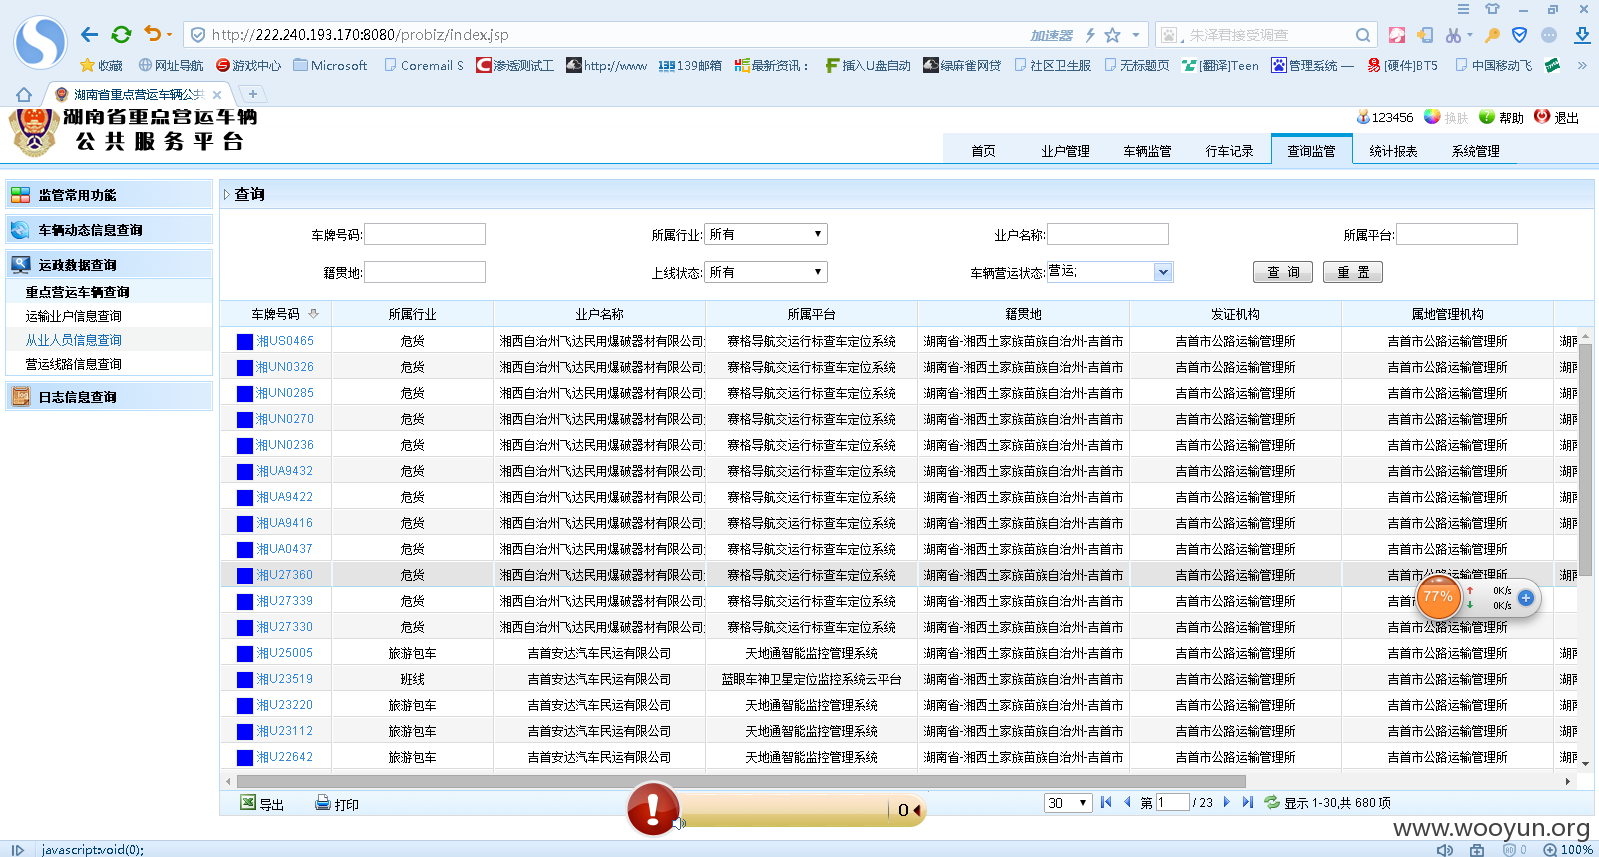 http://222.240.193.170:8080/probiz/index.jsp
加速器
朱泽君接受调查
收藏 网址导航 游戏中心 Microsoft Coremail S 渗透测试工 http://www 139邮箱 最新资讯： 插入U盘自动 绿麻雀网贷 社区卫生服 无标题页 [翻译]Teen 管理系统 — [硬件]BT5 中国移动飞
湖南省重点营运车辆公共
湖南省重点营运车辆
公共服务平台
123456 换肤 帮助 退出
首页 业户管理 车辆监管 行车记录 查询监管 统计报表 系统管理
监管常用功能
车辆动态信息查询
运政数据查询
重点营运车辆查询
运输业户信息查询
从业人员信息查询
营运线路信息查询
日志信息查询
查询
车牌号码: 所属行业: 所有 业户名称: 所属平台:
籍贯地: 上线状态: 所有 车辆营运状态: 营运; 查 询 重 置
车牌号码 所属行业 业户名称 所属平台 籍贯地 发证机构 属地管理机构
湘US0465 危货 湘西自治州飞达民用爆破器材有限公司 赛格导航交运行标查车定位系统 湖南省-湘西土家族苗族自治州-吉首市 吉首市公路运输管理所 吉首市公路运输管理所 湖南
湘UN0326 危货 湘西自治州飞达民用爆破器材有限公司 赛格导航交运行标查车定位系统 湖南省-湘西土家族苗族自治州-吉首市 吉首市公路运输管理所 吉首市公路运输管理所 湖南
湘UN0285 危货 湘西自治州飞达民用爆破器材有限公司 赛格导航交运行标查车定位系统 湖南省-湘西土家族苗族自治州-吉首市 吉首市公路运输管理所 吉首市公路运输管理所 湖南
湘UN0270 危货 湘西自治州飞达民用爆破器材有限公司 赛格导航交运行标查车定位系统 湖南省-湘西土家族苗族自治州-吉首市 吉首市公路运输管理所 吉首市公路运输管理所 湖南
湘UN0236 危货 湘西自治州飞达民用爆破器材有限公司 赛格导航交运行标查车定位系统 湖南省-湘西土家族苗族自治州-吉首市 吉首市公路运输管理所 吉首市公路运输管理所 湖南
湘UA9432 危货 湘西自治州飞达民用爆破器材有限公司 赛格导航交运行标查车定位系统 湖南省-湘西土家族苗族自治州-吉首市 吉首市公路运输管理所 吉首市公路运输管理所 湖南
湘UA9422 危货 湘西自治州飞达民用爆破器材有限公司 赛格导航交运行标查车定位系统 湖南省-湘西土家族苗族自治州-吉首市 吉首市公路运输管理所 吉首市公路运输管理所 湖南
湘UA9416 危货 湘西自治州飞达民用爆破器材有限公司 赛格导航交运行标查车定位系统 湖南省-湘西土家族苗族自治州-吉首市 吉首市公路运输管理所 吉首市公路运输管理所 湖南
湘UA0437 危货 湘西自治州飞达民用爆破器材有限公司 赛格导航交运行标查车定位系统 湖南省-湘西土家族苗族自治州-吉首市 吉首市公路运输管理所 吉首市公路运输管理所
湘U27360 危货 湘西自治州飞达民用爆破器材有限公司 赛格导航交运行标查车定位系统 湖南省-湘西土家族苗族自治州-吉首市 吉首市公路运输管理所 吉首市公路运输管理所 湖南
湘U27339 危货 湘西自治州飞达民用爆破器材有限公司 赛格导航交运行标查车定位系统 湖南省-湘西土家族苗族自治州-吉首市 吉首市公路运输管理所 吉首
湘U27330 危货 湘西自治州飞达民用爆破器材有限公司 赛格导航交运行标查车定位系统 湖南省-湘西土家族苗族自治州-吉首市 吉首市公路运输管理所 吉首市公路运输管理所
湘U25005 旅游包车 吉首安达汽车民运有限公司 天地通智能监控管理系统 湖南省-湘西土家族苗族自治州-吉首市 吉首市公路运输管理所 吉首市公路运输管理所 湖南
湘U23519 班线 吉首安达汽车民运有限公司 蓝眼车神卫星定位监控系统云平台 湖南省-湘西土家族苗族自治州-吉首市 吉首市公路运输管理所 吉首市公路运输管理所 湖南
湘U23220 旅游包车 吉首安达汽车民运有限公司 天地通智能监控管理系统 湖南省-湘西土家族苗族自治州-吉首市 吉首市公路运输管理所 吉首市公路运输管理所 湖南
湘U23112 旅游包车 吉首安达汽车民运有限公司 天地通智能监控管理系统 湖南省-湘西土家族苗族自治州-吉首市 吉首市公路运输管理所 吉首市公路运输管理所 湖南
湘U22642 旅游包车 吉首安达汽车民运有限公司 天地通智能监控管理系统 湖南省-湘西土家族苗族自治州-吉首市 吉首市公路运输管理所 吉首市公路运输管理所 湖南
77% 0K/s
0K/s
导出 打印 0 30 第 1 / 23 显示 1-30,共 680 项
www.wooyun.org
javascript:void(0); 0 100%